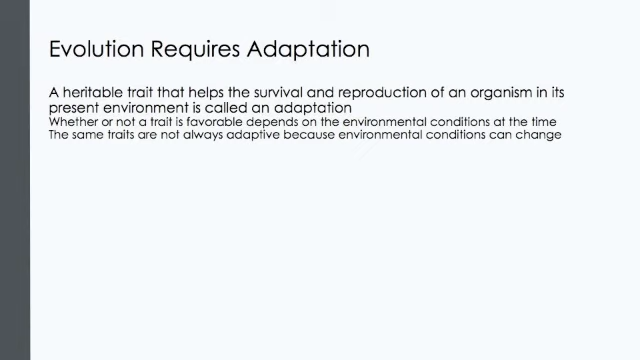 Evolution Requires Adaptation
A heritable trait that helps the survival and reproduction of an organism in its
present environment is called an adaptation
Whether or not a trait is favorable depends on the environmental conditions at the time
The same traits are not always adaptive because environmental conditions can change